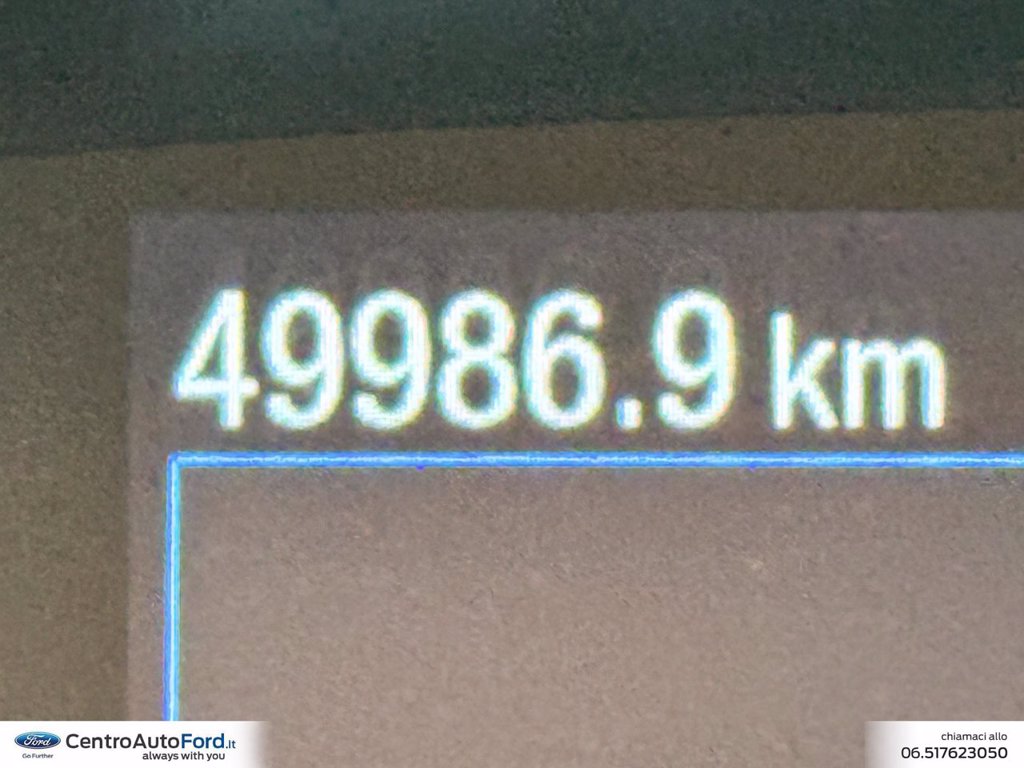 49986.9 km
Ford
Go Further
CentroAutoFord.it
always with you
chiamaci allo
06.517623050